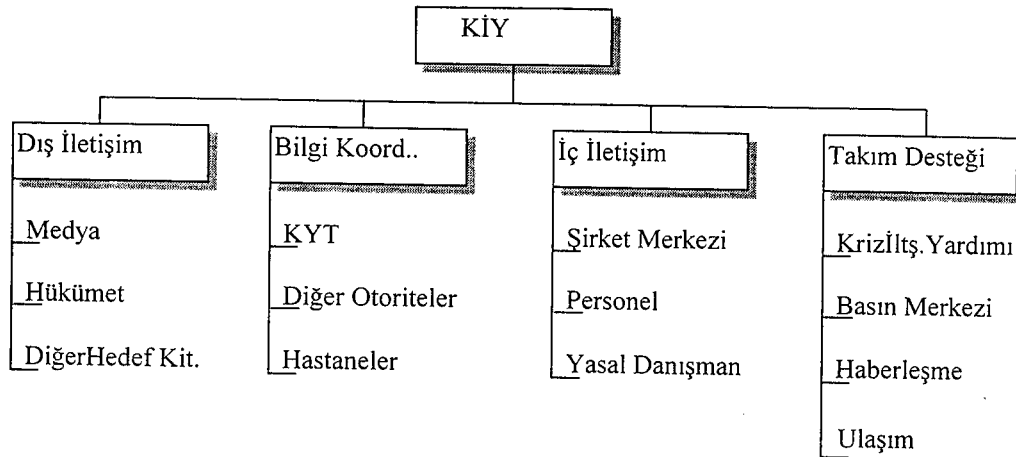 KİY
Dış İletişim
Medya
Hükümet
DiğerHedef Kit.
Bilgi Koord..
KYT
Diğer Otoriteler
Hastaneler
İç İletişim
Şirket Merkezi
Personel
Yasal Danışman
Takım Desteği
Krizİltş.Yardımı
Basın Merkezi
Haberleşme
Ulaşım